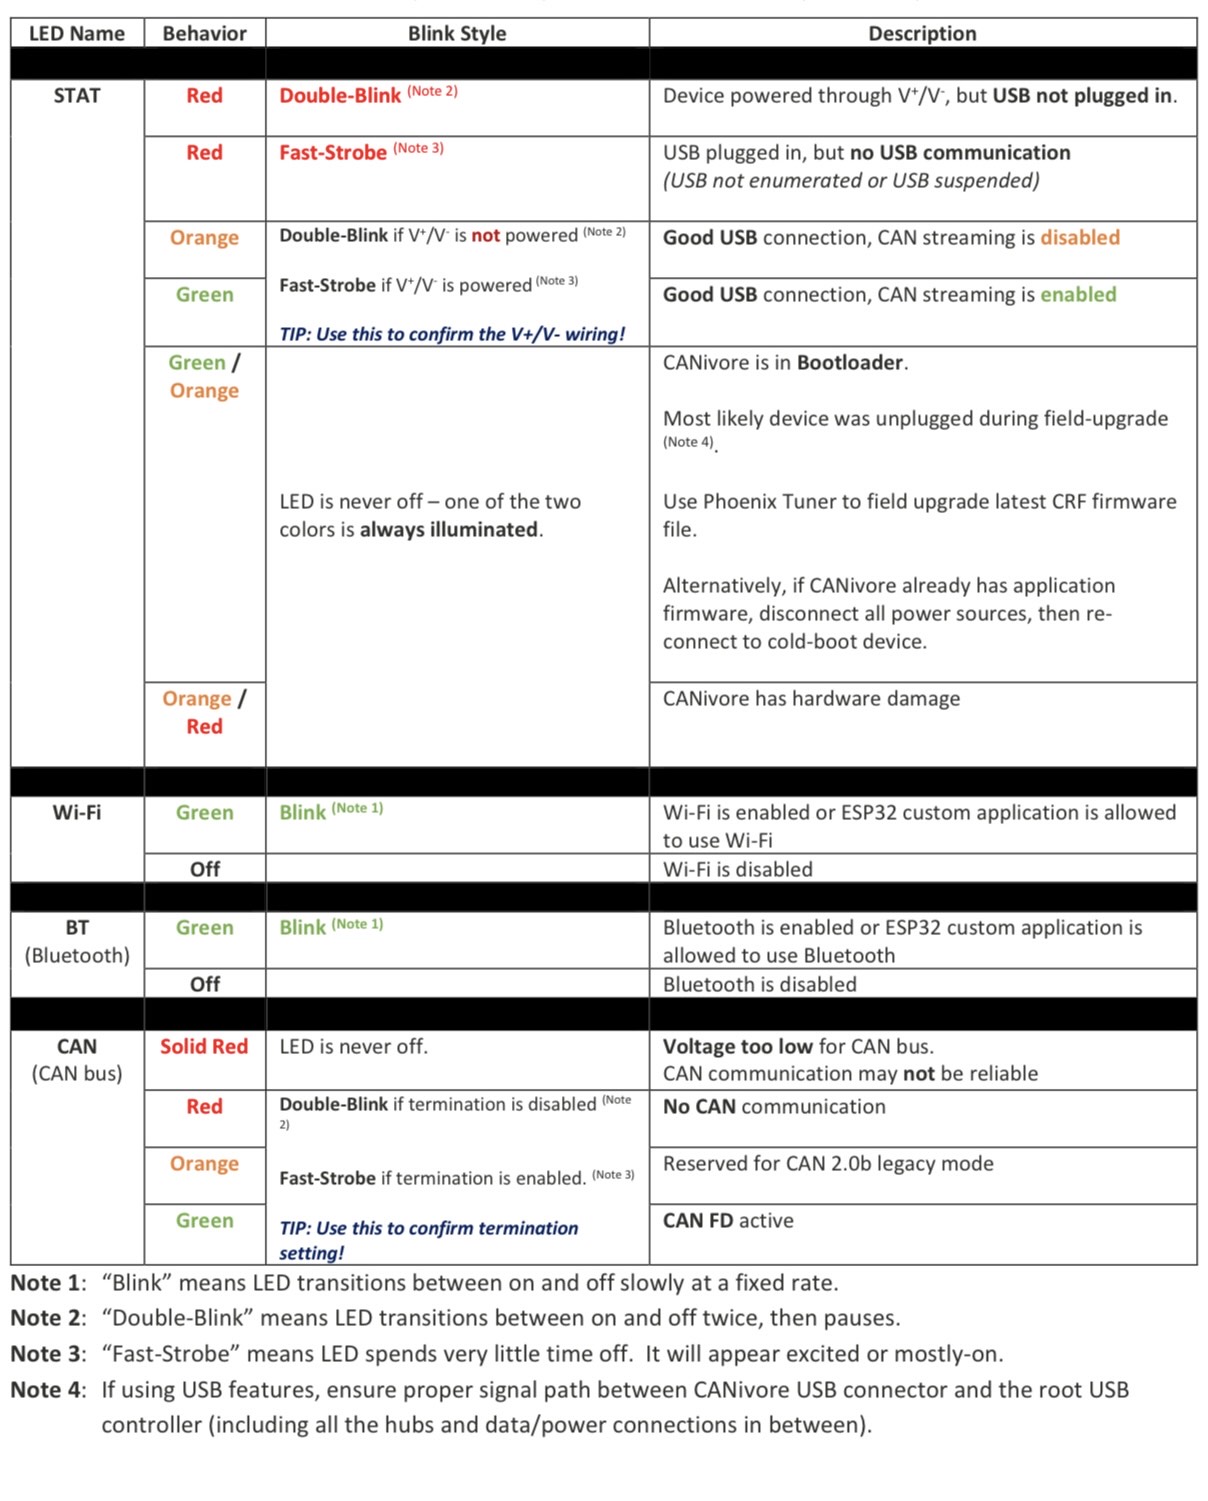 LED Name Behavior Blink Style Description
STAT Red Double-Blink (Note 2) Device powered through V+/V-, but USB not plugged in.
Red Fast-Strobe (Note 3) USB plugged in, but no USB communication
(USB not enumerated or USB suspended)
Orange Double-Blink if V+/V- is not powered (Note 2) Good USB connection, CAN streaming is disabled
Fast-Strobe if V+/V- is powered (Note 3)
Green Good USB connection, CAN streaming is enabled
TIP: Use this to confirm the V+/V- wiring!
Green / CANivore is in Bootloader.
Orange
Most likely device was unplugged during field-upgrade
(Note 4).
LED is never off – one of the two Use Phoenix Tuner to field upgrade latest CRF firmware
colors is always illuminated. file.
Alternatively, if CANivore already has application
firmware, disconnect all power sources, then re-
connect to cold-boot device.
Orange / CANivore has hardware damage
Red
Wi-Fi Green Blink (Note 1) Wi-Fi is enabled or ESP32 custom application is allowed
to use Wi-Fi
Off Wi-Fi is disabled
BT Green Blink (Note 1) Bluetooth is enabled or ESP32 custom application is
(Bluetooth) allowed to use Bluetooth
Off Bluetooth is disabled
CAN Solid Red LED is never off. Voltage too low for CAN bus.
(CAN bus) CAN communication may not be reliable
Red Double-Blink if termination is disabled (Note No CAN communication
2)
Orange Reserved for CAN 2.0b legacy mode
Fast-Strobe if termination is enabled. (Note 3)
Green TIP: Use this to confirm termination CAN FD active
setting!
Note 1: “Blink” means LED transitions between on and off slowly at a fixed rate.
Note 2: “Double-Blink” means LED transitions between on and off twice, then pauses.
Note 3: “Fast-Strobe” means LED spends very little time off. It will appear excited or mostly-on.
Note 4: If using USB features, ensure proper signal path between CANivore USB connector and the root USB
controller (including all the hubs and data/power connections in between).